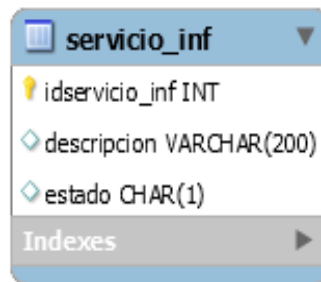 servicio_inf
idservicio_inf INT
descripcion VARCHAR(200)
estado CHAR(1)
Indexes